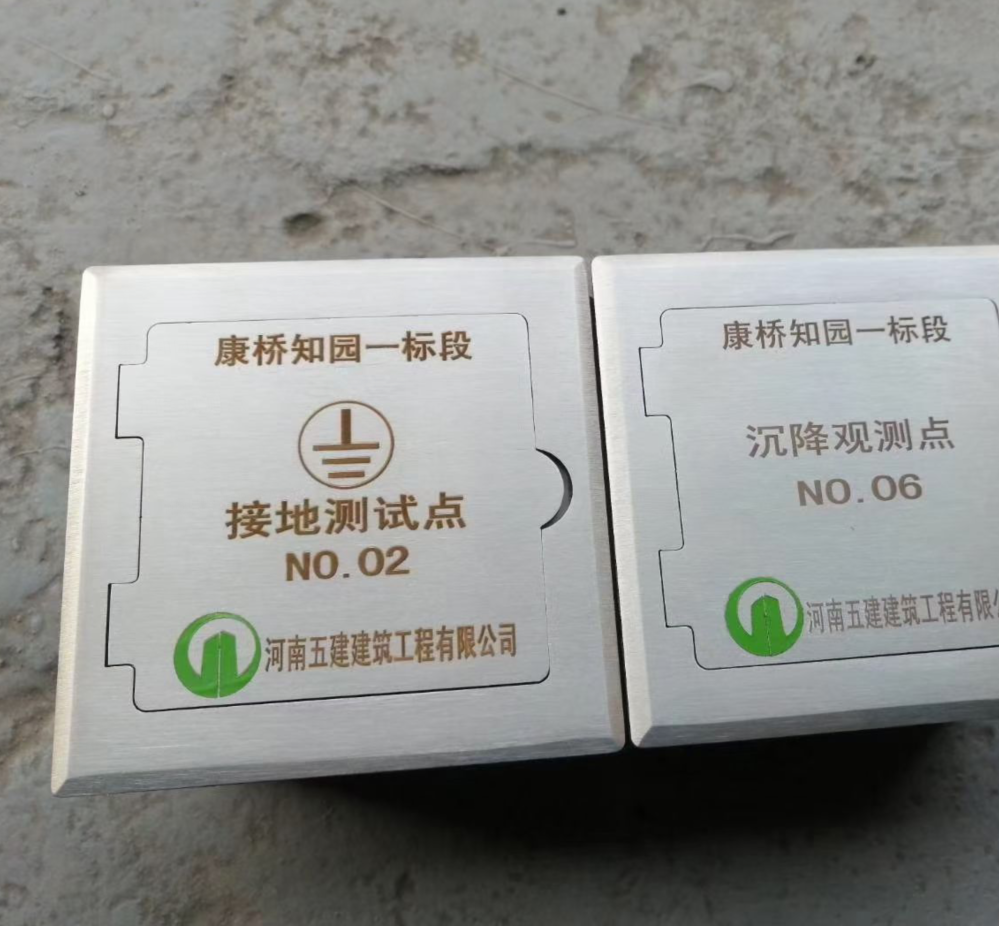 康桥知园一标段
接地测试点
NO.02
河南五建建筑工程有限公司
康桥知园一标段
沉降观测点
NO.06
河南五建建筑工程有限